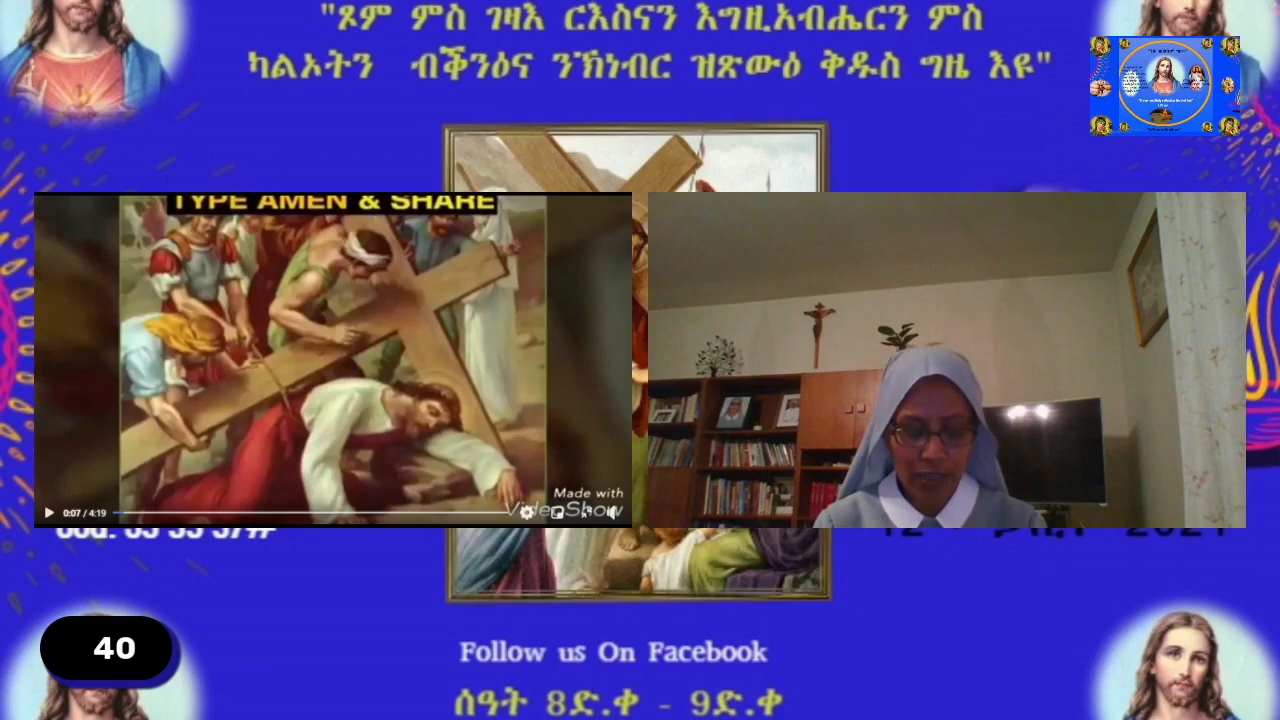 "ጾም ምስ ገዛእ ርእስናን እግዚአብሔርን ምስ
ካልኦትን ብቕንዕና ንኽነብር ዝጽውዕ ቅዱስ ግዜ እዩ"
TYPE AMEN & SHARE
Made with
VideoShow
0:07 / 4:19
40
Follow us On Facebook
ሰዓት 8ድ.ቀ - 9ድ.ቀ